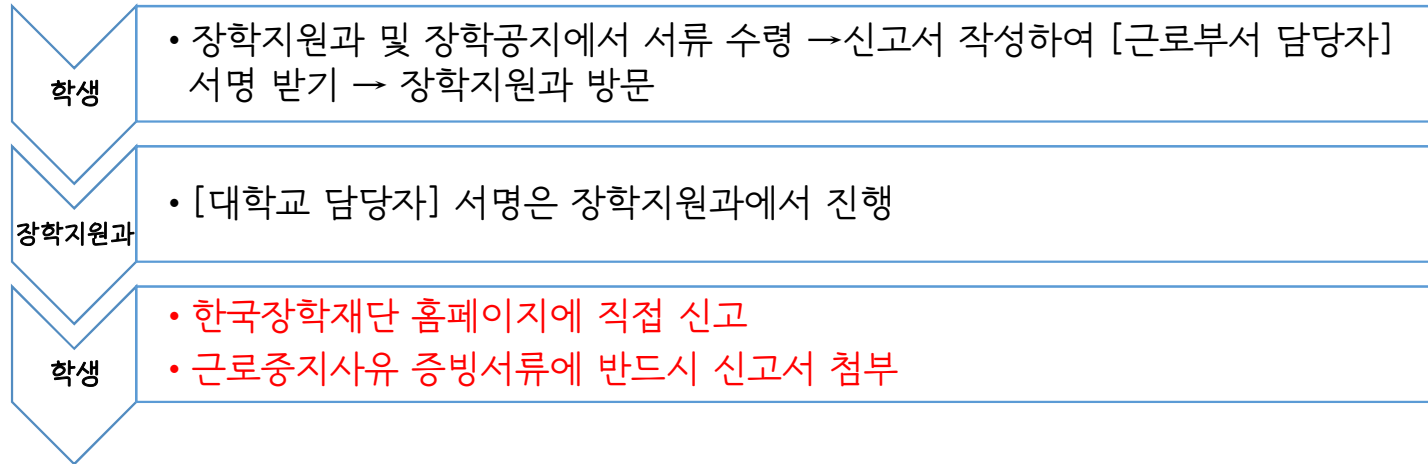 학생
• 장학지원과 및 장학공지에서 서류 수령 →신고서 작성하여 [근로부서 담당자]
서명 받기 → 장학지원과 방문
장학지원과
• [대학교 담당자] 서명은 장학지원과에서 진행
학생
• 한국장학재단 홈페이지에 직접 신고
• 근로중지사유 증빙서류에 반드시 신고서 첨부